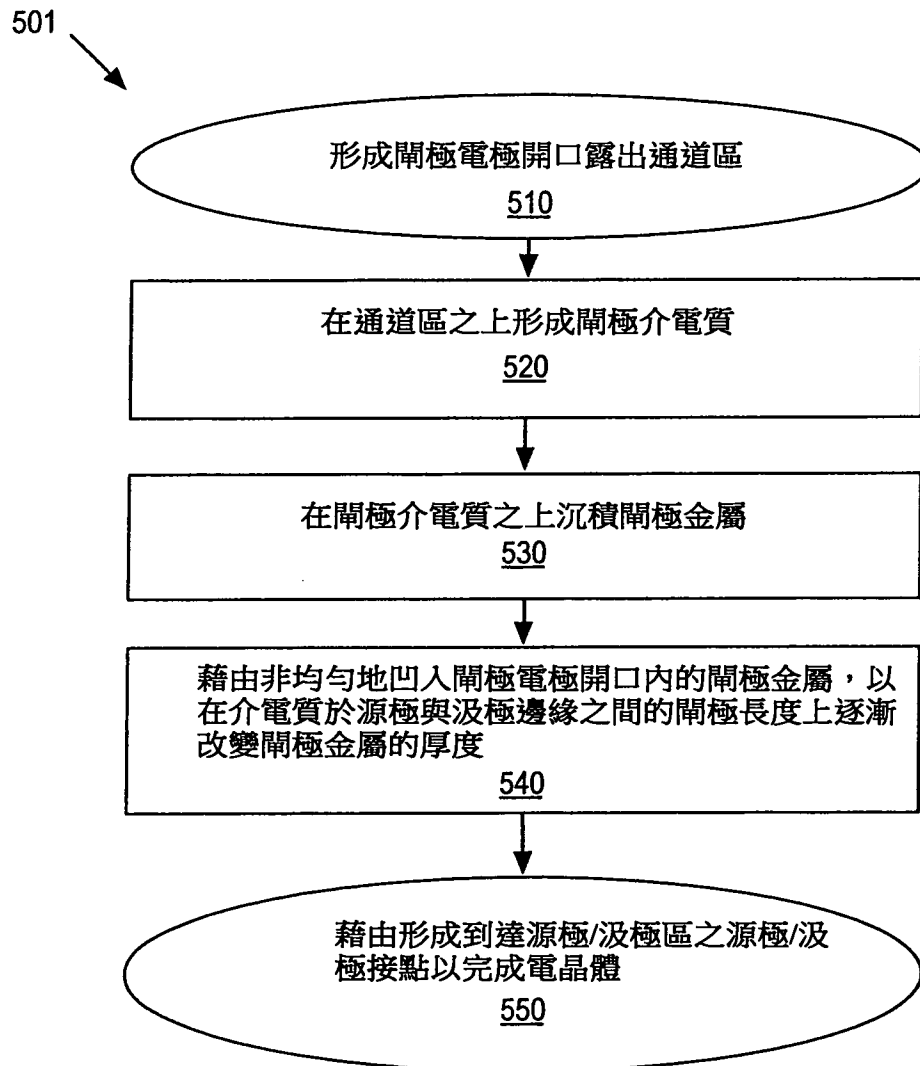 501
形成閘極電極開口露出通道區
510
在通道區之上形成閘極介電質
520
在閘極介電質之上沉積閘極金屬
530
藉由非均勻地凹入閘極電極開口內的閘極金屬，以
在介電質於源極與汲極邊緣之間的閘極長度上逐漸
改變閘極金屬的厚度
540
藉由形成到達源極/汲極區之源極/汲
極接點以完成電晶體
550